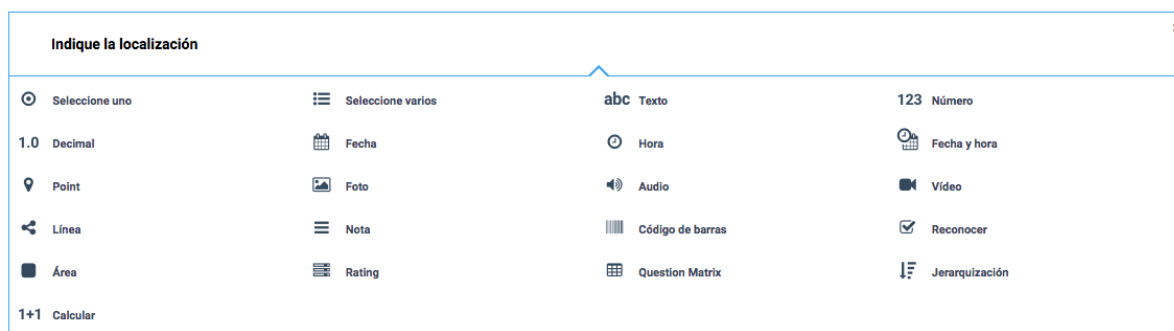 Indique la localización
Seleccione uno
Seleccione varios
abc Texto
123 Número
1.0 Decimal
Fecha
Hora
Fecha y hora
Point
Foto
Audio
Vídeo
Línea
Nota
Código de barras
Reconocer
Área
Rating
Question Matrix
Jerarquización
1+1 Calcular